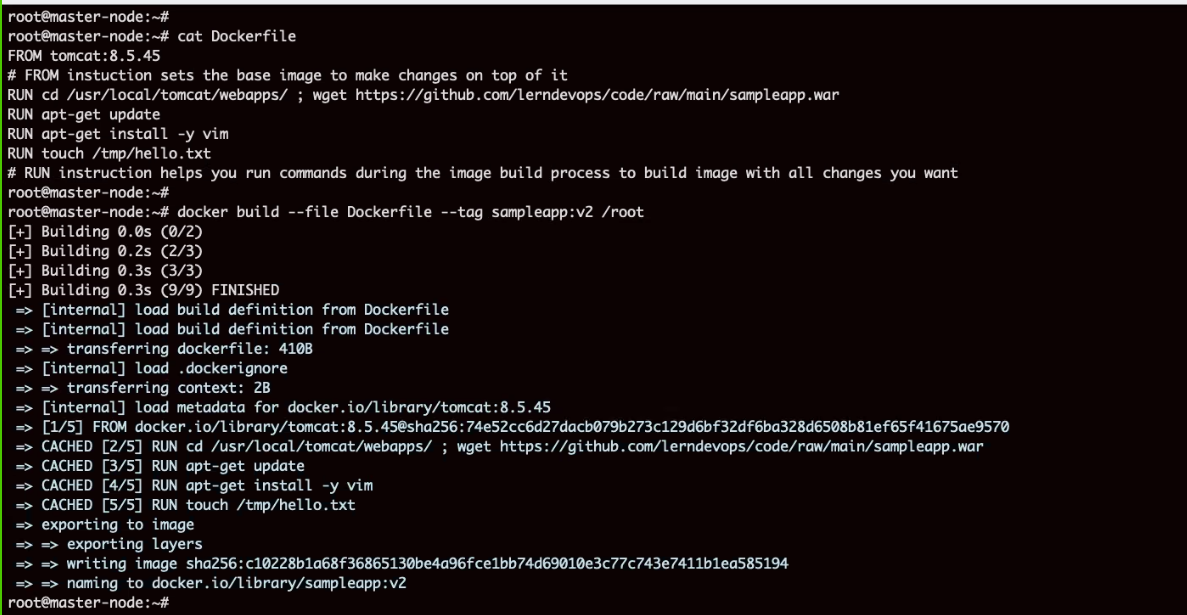 root@master-node:~#
root@master-node:~# cat Dockerfile
FROM tomcat:8.5.45
# FROM instuction sets the base image to make changes on top of it
RUN cd /usr/local/tomcat/webapps/ ; wget https://github.com/lerndevops/code/raw/main/sampleapp.war
RUN apt-get update
RUN apt-get install -y vim
RUN touch /tmp/hello.txt
# RUN instruction helps you run commands during the image build process to build image with all changes you want
root@master-node:~#
root@master-node:~# docker build --file Dockerfile --tag sampleapp:v2 /root
[+] Building 0.0s (0/2)
[+] Building 0.2s (2/3)
[+] Building 0.3s (3/3)
[+] Building 0.3s (9/9) FINISHED
=> [internal] load build definition from Dockerfile
=> [internal] load build definition from Dockerfile
=> => transferring dockerfile: 410B
=> [internal] load .dockerignore
=> => transferring context: 2B
=> [internal] load metadata for docker.io/library/tomcat:8.5.45
=> [1/5] FROM docker.io/library/tomcat:8.5.45@sha256:74e52cc6d27dacb079b273c129d6bf32df6ba328d6508b81ef65f41675ae9570
=> CACHED [2/5] RUN cd /usr/local/tomcat/webapps/ ; wget https://github.com/lerndevops/code/raw/main/sampleapp.war
=> CACHED [3/5] RUN apt-get update
=> CACHED [4/5] RUN apt-get install -y vim
=> CACHED [5/5] RUN touch /tmp/hello.txt
=> exporting to image
=> => exporting layers
=> => writing image sha256:c10228b1a68f36865130be4a96fce1bb74d69010e3c77c743e7411b1ea585194
=> => naming to docker.io/library/sampleapp:v2
root@master-node:~#